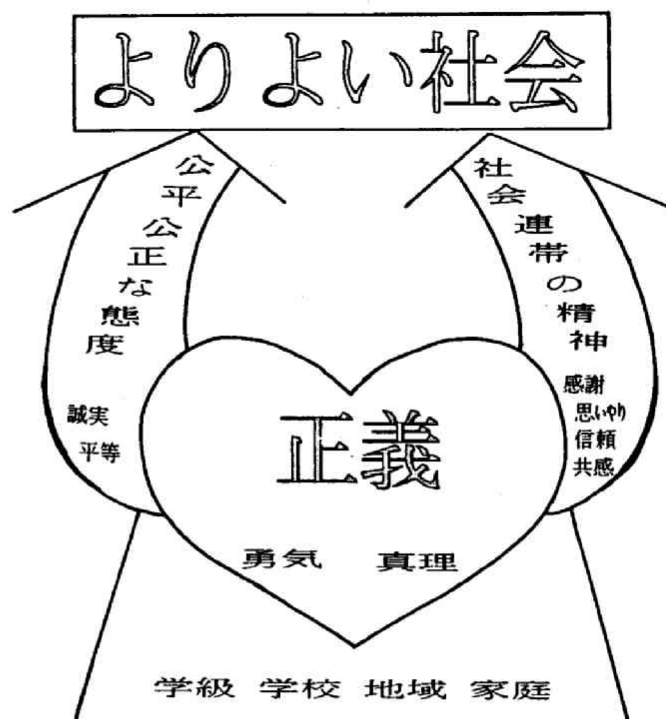 よりよい社会
公平公正な態度
誠実
平等
社会連帯の精神
感謝
思いやり
信頼
共感
正義
勇気 真理
学級 学校 地域 家庭